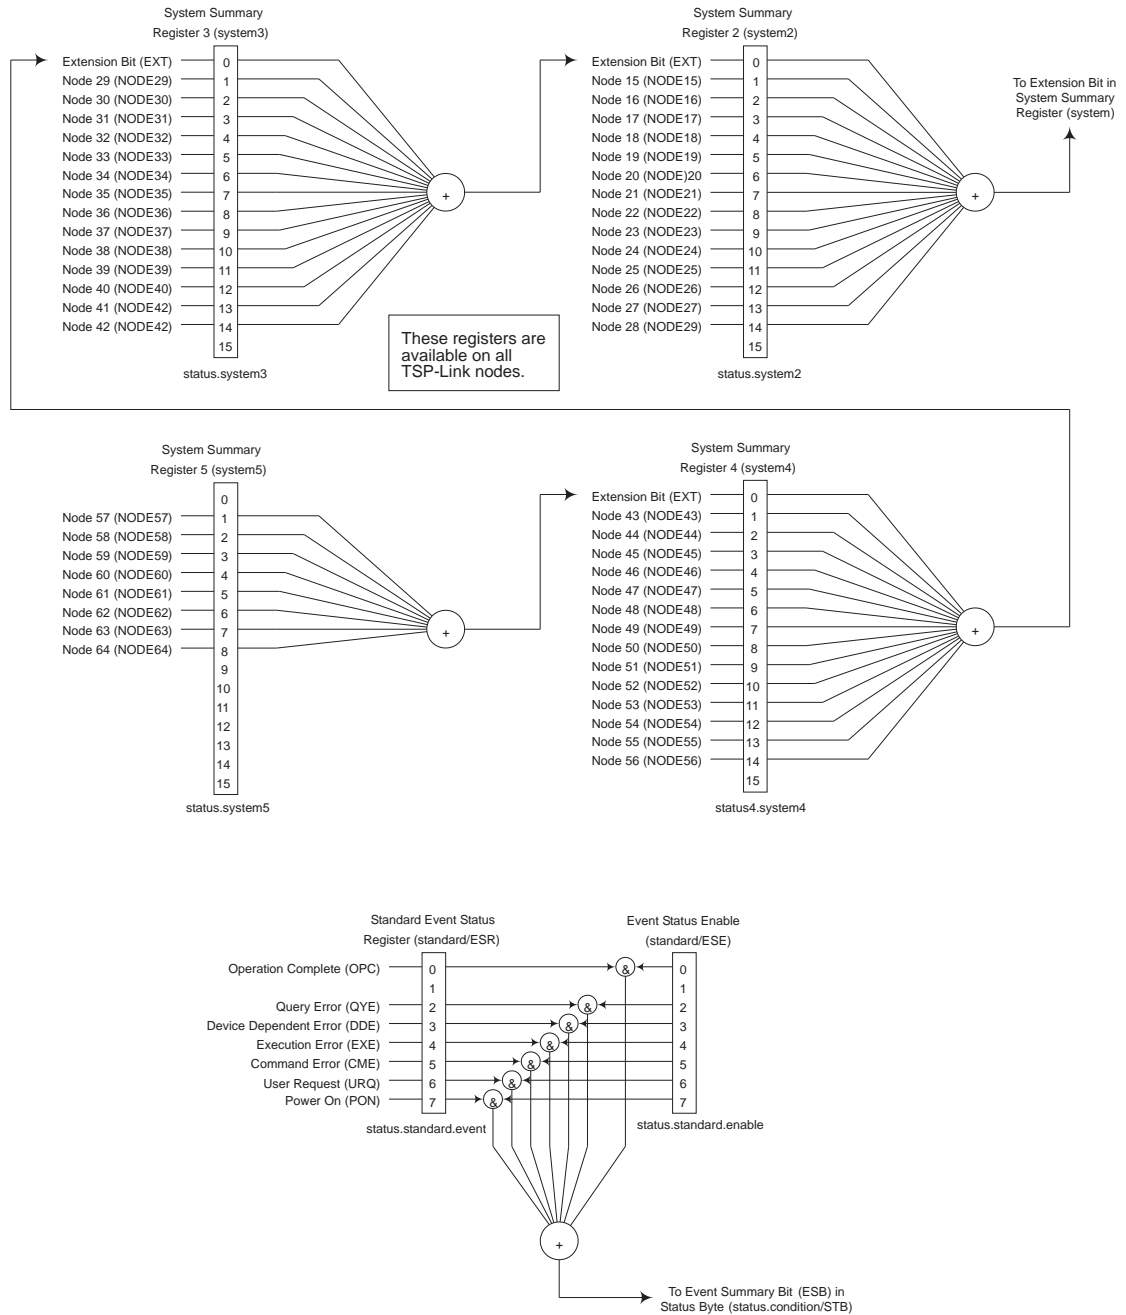 System Summary
Register 3 (system3)
Extension Bit (EXT) 0
Node 29 (NODE29) 1
Node 30 (NODE30) 2
Node 31 (NODE31) 3
Node 32 (NODE32) 4
Node 33 (NODE33) 5
Node 34 (NODE34) 6
Node 35 (NODE35) 7
Node 36 (NODE36) 8
Node 37 (NODE37) 9
Node 38 (NODE38) 10
Node 39 (NODE39) 11
Node 40 (NODE40) 12
Node 41 (NODE42) 13
Node 42 (NODE42) 14
15
+
status.system3
System Summary
Register 2 (system2)
Extension Bit (EXT) 0
Node 15 (NODE15) 1
Node 16 (NODE16) 2
Node 17 (NODE17) 3
Node 18 (NODE18) 4
Node 19 (NODE19) 5
Node 20 (NODE)20 6
Node 21 (NODE21) 7
Node 22 (NODE22) 8
Node 23 (NODE23) 9
Node 24 (NODE24) 10
Node 25 (NODE25) 11
Node 26 (NODE26) 12
Node 27 (NODE27) 13
Node 28 (NODE29) 14
15
+
status.system2
To Extension Bit in
System Summary
Register (system)
These registers are
available on all
TSP-Link nodes.
System Summary
Register 5 (system5)
0
Node 57 (NODE57) 1
Node 58 (NODE58) 2
Node 59 (NODE59) 3
Node 60 (NODE60) 4
Node 61 (NODE61) 5
Node 62 (NODE62) 6
Node 63 (NODE63) 7
Node 64 (NODE64) 8
9
10
11
12
13
14
15
+
status.system5
System Summary
Register 4 (system4)
Extension Bit (EXT) 0
Node 43 (NODE43) 1
Node 44 (NODE44) 2
Node 45 (NODE45) 3
Node 46 (NODE46) 4
Node 47 (NODE47) 5
Node 48 (NODE48) 6
Node 49 (NODE49) 7
Node 50 (NODE50) 8
Node 51 (NODE51) 9
Node 52 (NODE52) 10
Node 53 (NODE53) 11
Node 54 (NODE54) 12
Node 55 (NODE55) 13
Node 56 (NODE56) 14
15
+
status4.system4
Standard Event Status
Register (standard/ESR)
Event Status Enable
(standard/ESE)
Operation Complete (OPC) 0 & 0
1 1
Query Error (QYE) 2 & 2
Device Dependent Error (DDE) 3 & 3
Execution Error (EXE) 4 & 4
Command Error (CME) 5 & 5
User Request (URQ) 6 & 6
Power On (PON) 7 & 7
status.standard.event
status.standard.enable
+
To Event Summary Bit (ESB) in
Status Byte (status.condition/STB)